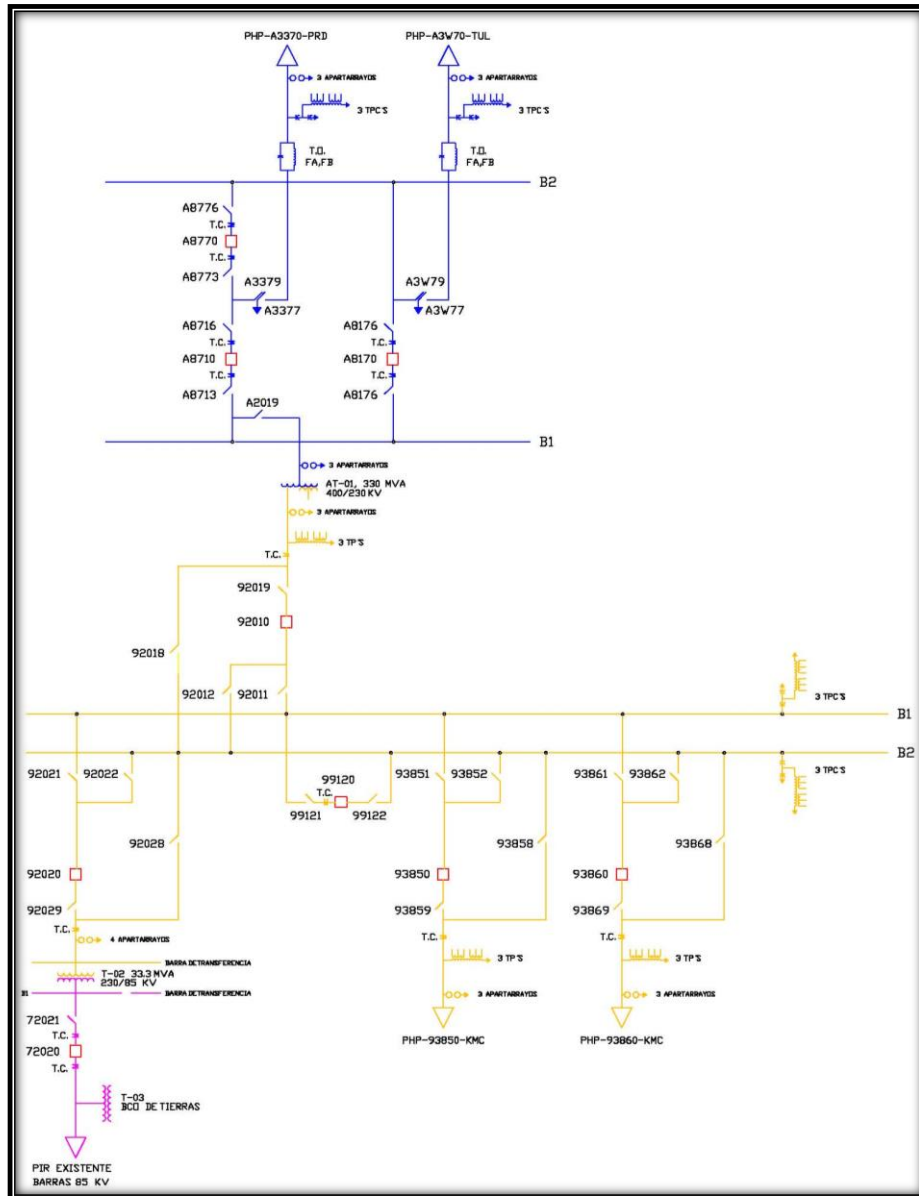 PHP-A3370-PRD PHP-A3W70-TUL
3 APARTARRAYOS 3 APARTARRAYOS
3 TPC'S 3 TPC'S
T.O. T.O.
FA,FB FA,FB
B2
A8776
T.C.
A8770
T.C.
A8773
A3379 A3W79
A3377 A3W77
A8716 A8176
T.C. T.C.
A8710 A8170
T.C. T.C.
A8713 A8176
A2019
B1
3 APARTARRAYOS
AT-01, 330 MVA
400/230 KV
3 APARTARRAYOS
3 TP'S
T.C.
92019
92010
92018
92012 92011
3 TPC'S
B1
B2
92021 92022 93851 93852 93861 93862 3 TPC'S
99120
T.C.
99121 99122
92028 93858 93868
92020 93850 93860
92029 93859 93869
T.C. T.C. T.C.
4 APARTARRAYOS
3 TP'S 3 TP'S
BARRA DE TRANSFERENCIA
T-02 33.3 MVA
230/85 KV
B1 BARRA DE TRANSFERENCIA
3 APARTARRAYOS 3 APARTARRAYOS
72021
T.C.
72020
T.C.
PHP-93850-KMC PHP-93860-KMC
T-03
BCO DE TIERRAS
PIR EXISTENTE
BARRAS 85 KV